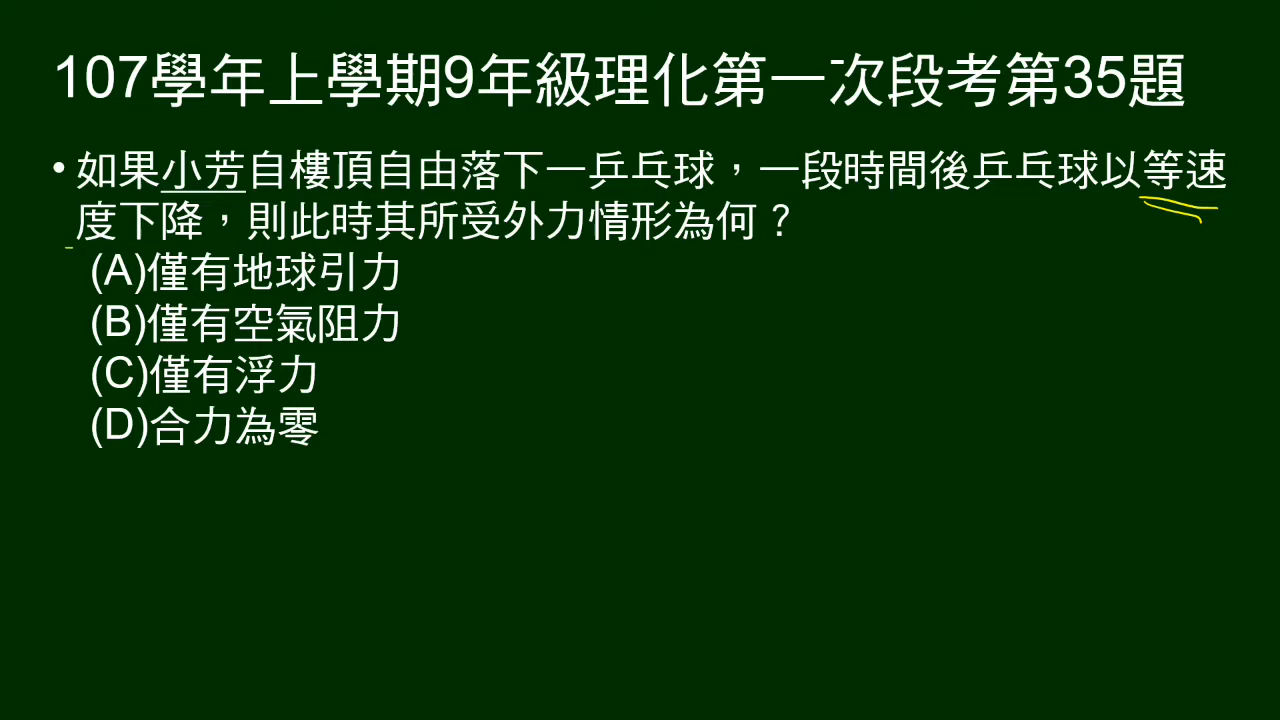 107學年上學期9年級理化第一次段考第35題
•如果小芳自樓頂自由落下一乒乓球，一段時間後乒乓球以等速
度下降，則此時其所受外力情形為何？
(A)僅有地球引力
(B)僅有空氣阻力
(C)僅有浮力
(D)合力為零